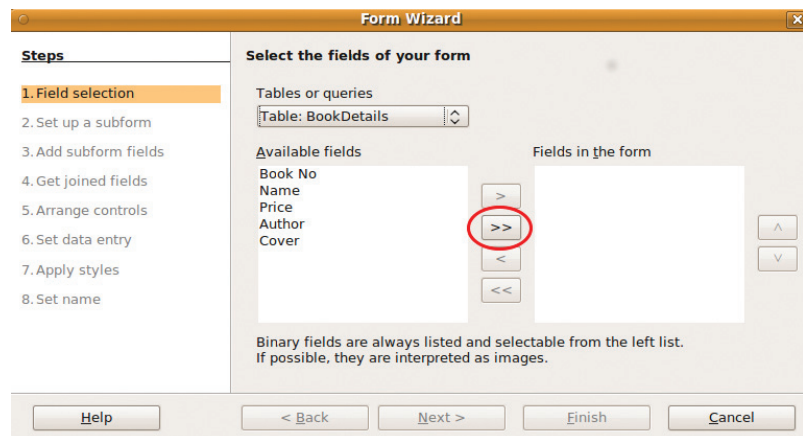 Form Wizard
Steps
1. Field selection
2. Set up a subform
3. Add subform fields
4. Get joined fields
5. Arrange controls
6. Set data entry
7. Apply styles
8. Set name
Select the fields of your form
Tables or queries
Table: BookDetails
Available fields
Book No
Name
Price
Author
Cover
>
>>
<
<<
Fields in the form
Binary fields are always listed and selectable from the left list.
If possible, they are interpreted as images.
Help
< Back
Next >
Finish
Cancel